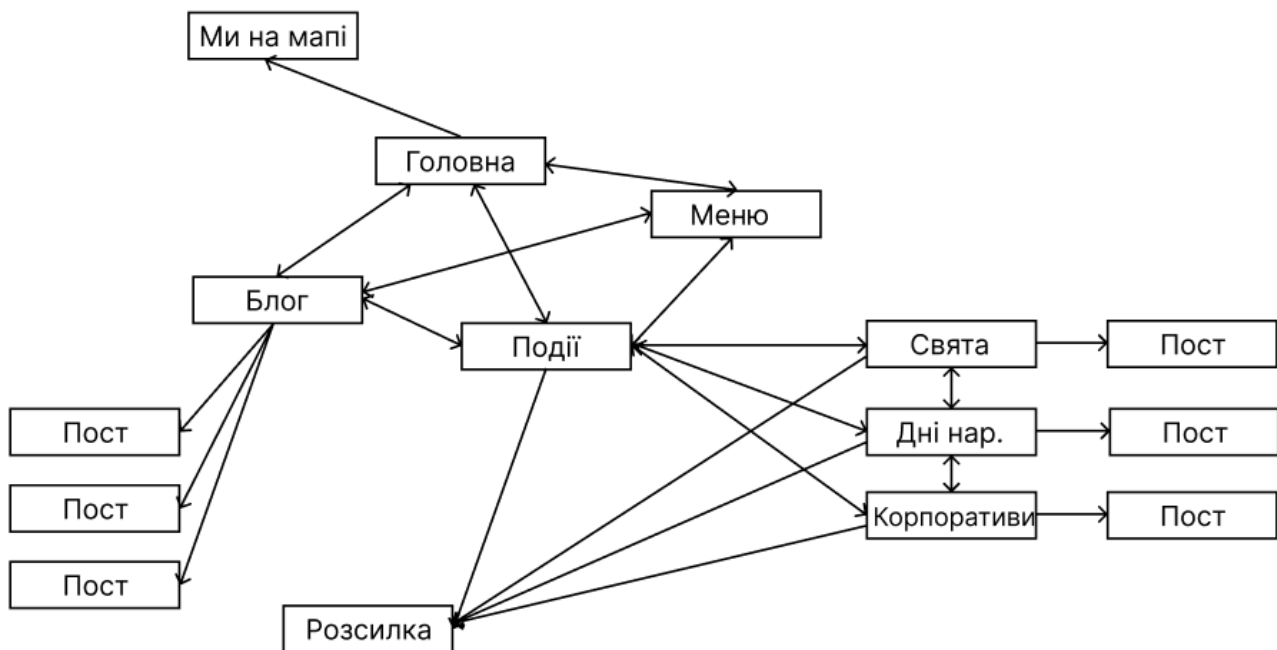 Ми на мапі
Головна
Меню
Блог
Події
Свята
Пост
Пост
Дні нар.
Пост
Пост
Корпоративи
Пост
Пост
Розсилка